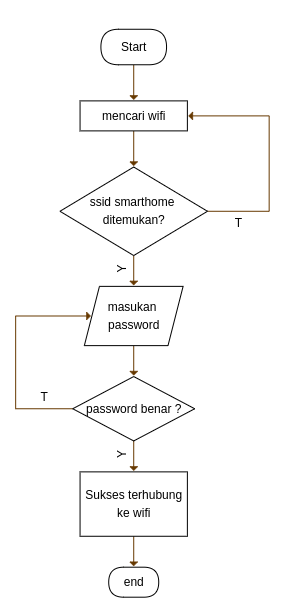 Start
mencari wifi
ssid smarthome
ditemukan?
T
Y
masukan
password
T
password benar ?
Y
Sukses terhubung
ke wifi
end